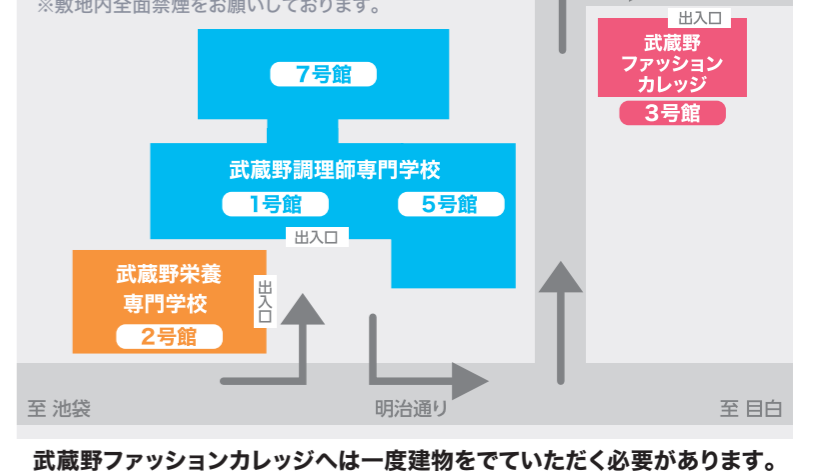 ※敷地内全面禁煙をお願いしております。
出入口
武蔵野
ファッション
カレッジ
3号館
7号館
武蔵野調理師専門学校
1号館
5号館
出入口
武蔵野栄養
専門学校
2号館
出入口
至 池袋
明治通り
至 目白
武蔵野ファッションカレッジへは一度建物をでていただく必要があります。